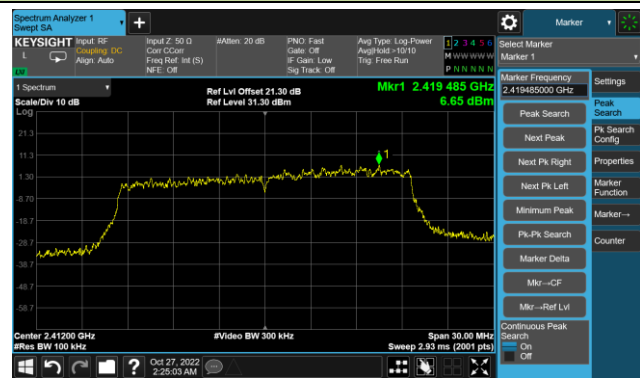 Spectrum Analyzer 1
Swept SA
Marker
KEYSIGHT
L
LW
Input: RF
Coupling: DC
Align: Auto
Input Z: 50 Ω
Corr CCorr
Freq Ref: Int (S)
NFE: Off
#Atten: 20 dB
PNO: Fast
Gate: Off
IF Gain: Low
Sig Track: Off
Avg Type: Log-Power
Avg|Hold:>10/10
Trig: Free Run
1 2 3 4 5 6
M W W W W W
P N N N N N
Select Marker
Marker 1
1 Spectrum
Scale/Div 10 dB
Log
Ref Lvl Offset 21.30 dB
Ref Level 31.30 dBm
Mkr1 2.419 485 GHz
6.65 dBm
21.3
11.3
1.30
-8.70
-18.7
-28.7
-38.7
-48.7
-58.7
1
Center 2.41200 GHz
#Res BW 100 kHz
#Video BW 300 kHz
Span 30.00 MHz
Sweep 2.93 ms (2001 pts)
Marker Frequency
2.419485000 GHz
Peak Search
Next Peak
Next Pk Right
Next Pk Left
Minimum Peak
Pk-Pk Search
Marker Delta
Mkr→CF
Mkr→Ref Lvl
Continuous Peak
Search
On
Off
Settings
Peak
Search
Pk Search
Config
Properties
Marker
Function
Marker→
Counter
?
Oct 27, 2022
2:25:03 AM